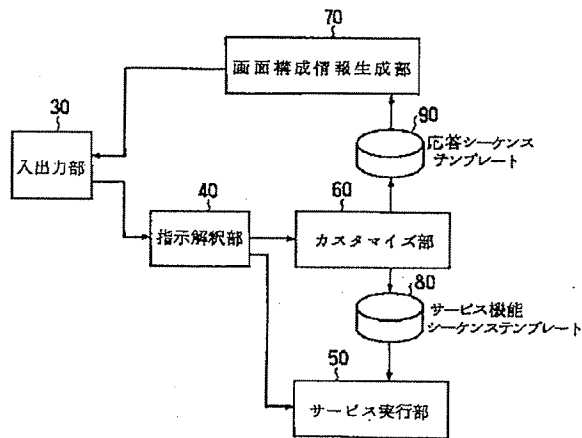 70
画面構成情報生成部
30
入出力部
90
応答シーケンス
テンプレート
40
指示解釈部
60
カスタマイズ部
80
サービス機能
シーケンステンプレート
50
サービス実行部